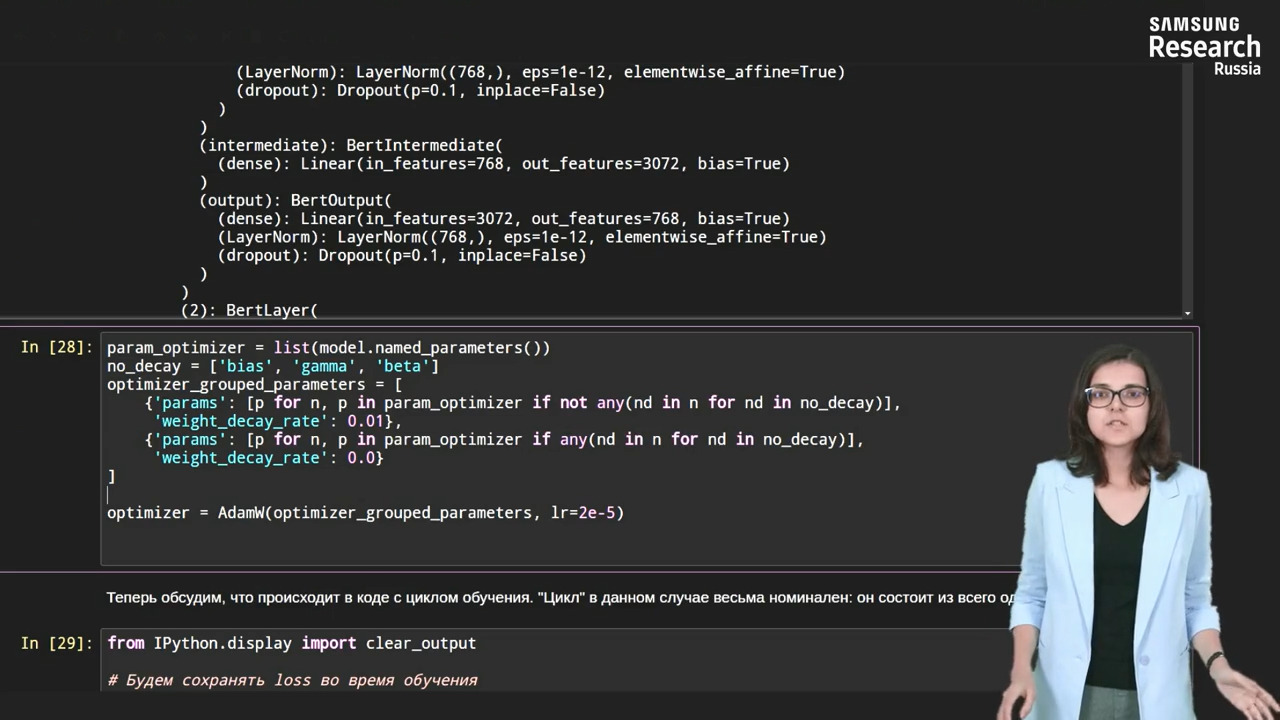 SAMSUNG
Research
Russia
(LayerNorm): LayerNorm((768,), eps=1e-12, elementwise_affine=True)
(dropout): Dropout(p=0.1, inplace=False)
)
)
(intermediate): BertIntermediate(
(dense): Linear(in_features=768, out_features=3072, bias=True)
)
(output): BertOutput(
(dense): Linear(in_features=3072, out_features=768, bias=True)
(LayerNorm): LayerNorm((768,), eps=1e-12, elementwise_affine=True)
(dropout): Dropout(p=0.1, inplace=False)
)
)
(2): BertLayer(
In [28]: param_optimizer = list(model.named_parameters())
no_decay = ['bias', 'gamma', 'beta']
optimizer_grouped_parameters = [
{'params': [p for n, p in param_optimizer if not any(nd in n for nd in no_decay)],
'weight_decay_rate': 0.01},
{'params': [p for n, p in param_optimizer if any(nd in n for nd in no_decay)],
'weight_decay_rate': 0.0}
]
optimizer = AdamW(optimizer_grouped_parameters, lr=2e-5)
Теперь обсудим, что происходит в коде с циклом обучения. "Цикл" в данном случае весьма номинален: он состоит из всего
In [29]: from IPython.display import clear_output
# Будем сохранять loss во время обучения